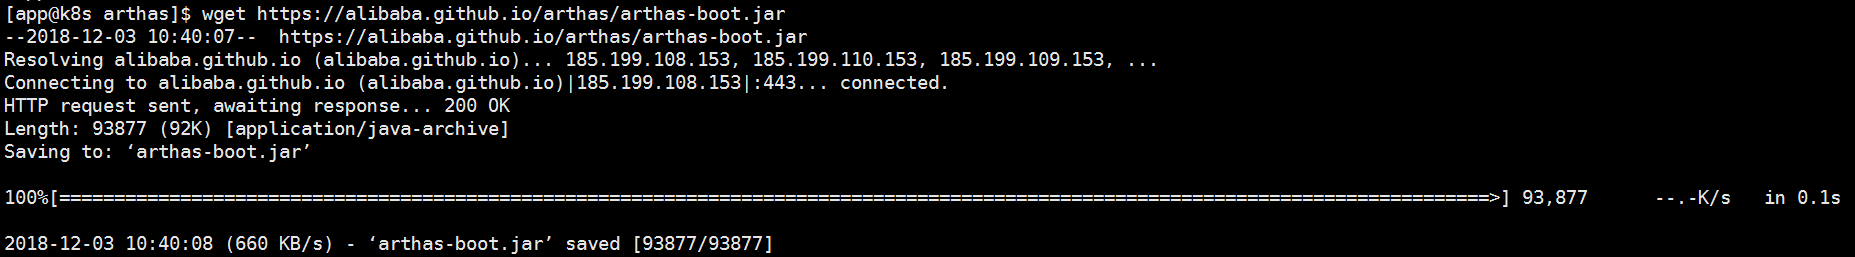 [app@k8s arthas]$ wget https://alibaba.github.io/arthas/arthas-boot.jar
--2018-12-03 10:40:07--  https://alibaba.github.io/arthas/arthas-boot.jar
Resolving alibaba.github.io (alibaba.github.io)... 185.199.108.153, 185.199.110.153, 185.199.109.153, ...
Connecting to alibaba.github.io (alibaba.github.io)|185.199.108.153|:443... connected.
HTTP request sent, awaiting response... 200 OK
Length: 93877 (92K) [application/java-archive]
Saving to: ‘arthas-boot.jar’
100%[==================================================================================================================================>] 93,877      --.-K/s   in 0.1s
2018-12-03 10:40:08 (660 KB/s) - ‘arthas-boot.jar’ saved [93877/93877]